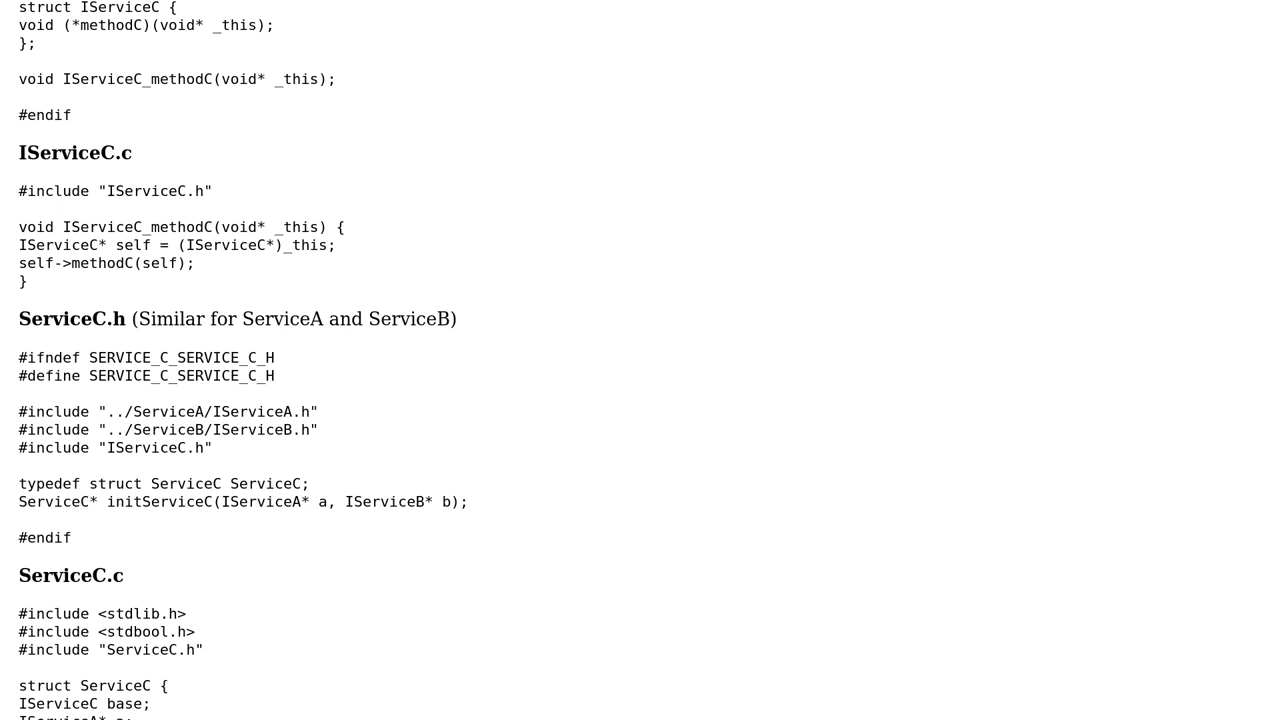 struct IServiceC {
void (*methodC)(void* _this);
};

void IServiceC_methodC(void* _this);

#endif
IServiceC.c
#include "IServiceC.h"

void IServiceC_methodC(void* _this) {
IServiceC* self = (IServiceC*)_this;
self->methodC(self);
}
ServiceC.h (Similar for ServiceA and ServiceB)
#ifndef SERVICE_C_SERVICE_C_H
#define SERVICE_C_SERVICE_C_H

#include "../ServiceA/IServiceA.h"
#include "../ServiceB/IServiceB.h"
#include "IServiceC.h"

typedef struct ServiceC ServiceC;
ServiceC* initServiceC(IServiceA* a, IServiceB* b);

#endif
ServiceC.c
#include <stdlib.h>
#include <stdbool.h>
#include "ServiceC.h"

struct ServiceC {
IServiceC base;
IServiceA* a;